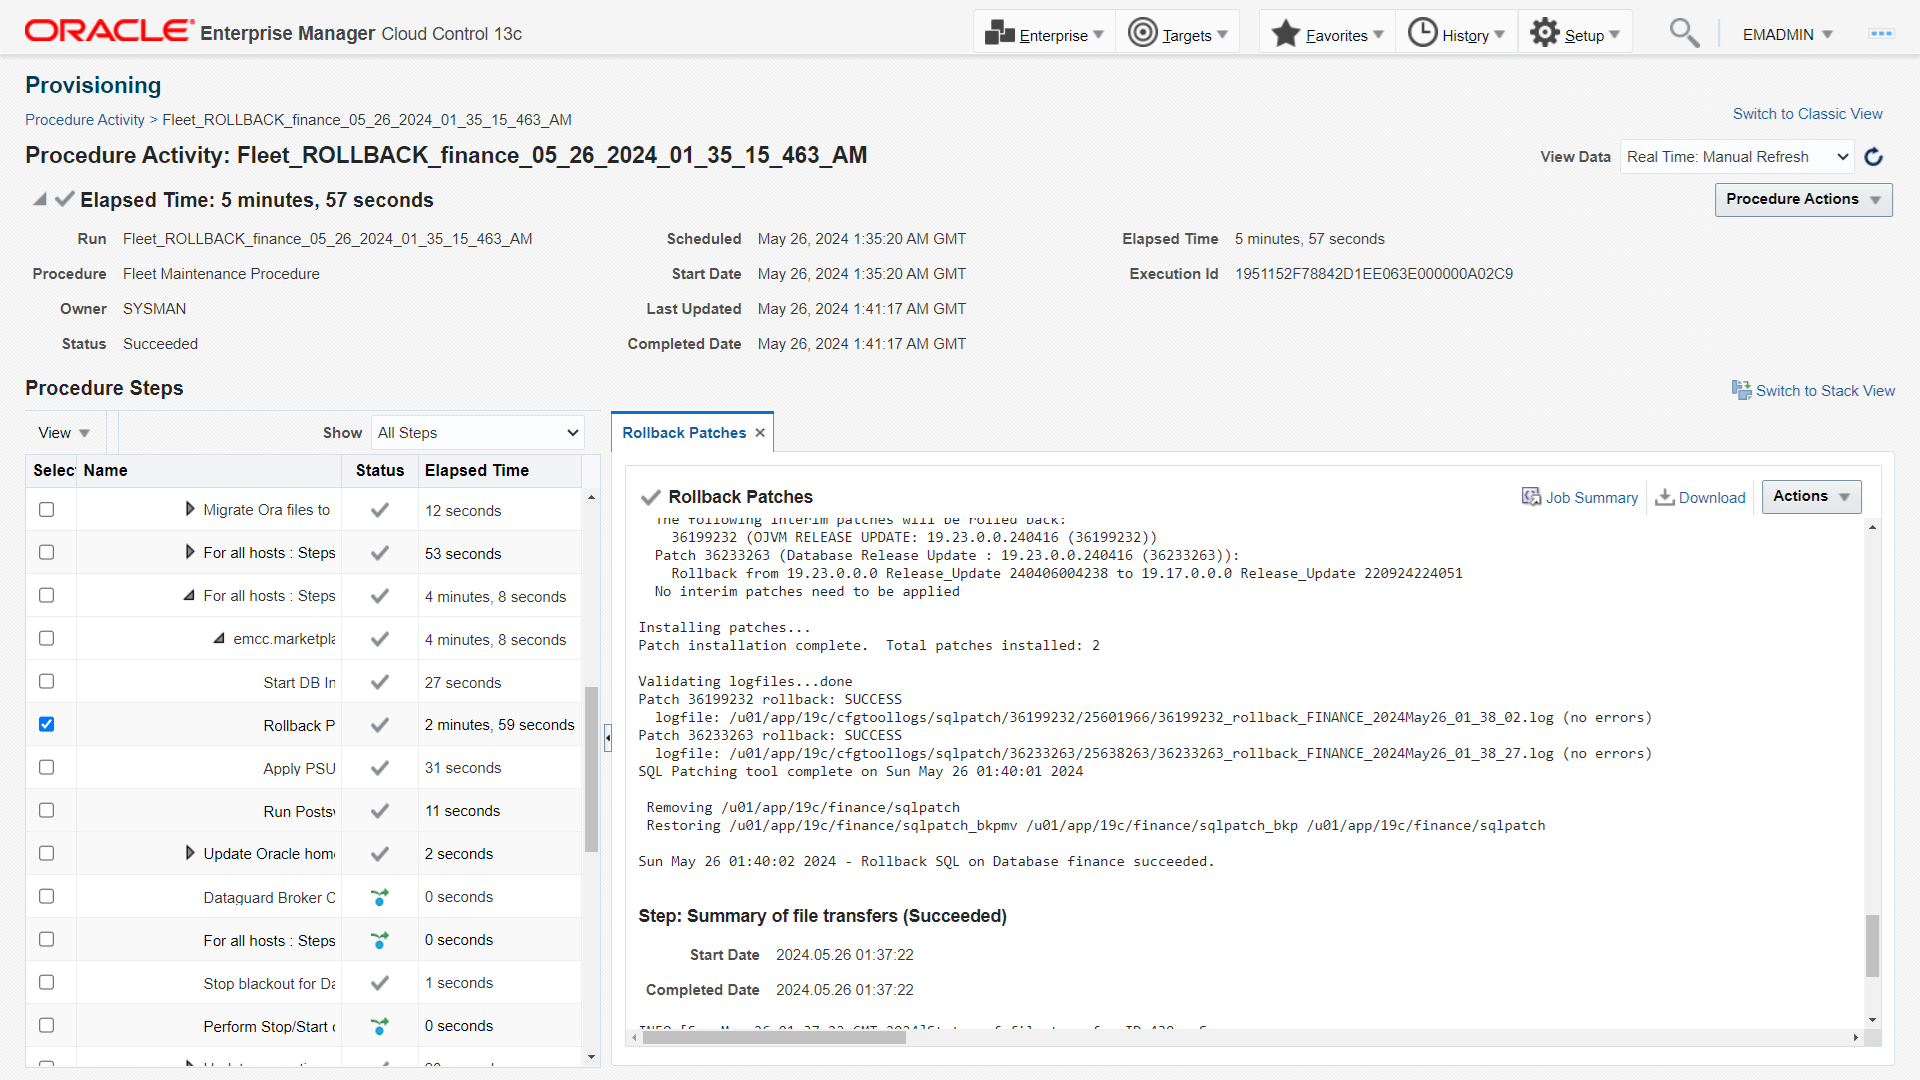 ORACLE Enterprise Manager Cloud Control 13c
Enterprise
Targets
Favorites
History
Setup
EMADMIN
Provisioning
Procedure Activity > Fleet_ROLLBACK_finance_05_26_2024_01_35_15_463_AM
Switch to Classic View
Procedure Activity: Fleet_ROLLBACK_finance_05_26_2024_01_35_15_463_AM
View Data Real Time: Manual Refresh
Elapsed Time: 5 minutes, 57 seconds
Procedure Actions
Run Fleet_ROLLBACK_finance_05_26_2024_01_35_15_463_AM
Procedure Fleet Maintenance Procedure
Owner SYSMAN
Status Succeeded
Scheduled May 26, 2024 1:35:20 AM GMT
Start Date May 26, 2024 1:35:20 AM GMT
Last Updated May 26, 2024 1:41:17 AM GMT
Completed Date May 26, 2024 1:41:17 AM GMT
Elapsed Time 5 minutes, 57 seconds
Execution Id 1951152F78842D1EE063E000000A02C9
Procedure Steps
Switch to Stack View
View
Show All Steps
Selec Name Status Elapsed Time
Migrate Ora files to 12 seconds
For all hosts : Steps 53 seconds
For all hosts : Steps 4 minutes, 8 seconds
emcc.marketpla 4 minutes, 8 seconds
Start DB In 27 seconds
Rollback P 2 minutes, 59 seconds
Apply PSU 31 seconds
Run Postsw 11 seconds
Update Oracle hom 2 seconds
Dataguard Broker C 0 seconds
For all hosts : Steps 0 seconds
Stop blackout for Da 1 seconds
Perform Stop/Start 0 seconds
Rollback Patches
Rollback Patches
Job Summary
Download
Actions
The following interim patches will be rolled back:
36199232 (OJVM RELEASE UPDATE: 19.23.0.0.240416 (36199232))
Patch 36233263 (Database Release Update : 19.23.0.0.240416 (36233263)):
Rollback from 19.23.0.0.0 Release_Update 240406004238 to 19.17.0.0.0 Release_Update 220924224051
No interim patches need to be applied
Installing patches...
Patch installation complete. Total patches installed: 2
Validating logfiles...done
Patch 36199232 rollback: SUCCESS
logfile: /u01/app/19c/cfgtoollogs/sqlpatch/36199232/25601966/36199232_rollback_FINANCE_2024May26_01_38_02.log (no errors)
Patch 36233263 rollback: SUCCESS
logfile: /u01/app/19c/cfgtoollogs/sqlpatch/36233263/25638263/36233263_rollback_FINANCE_2024May26_01_38_27.log (no errors)
SQL Patching tool complete on Sun May 26 01:40:01 2024
Removing /u01/app/19c/finance/sqlpatch
Restoring /u01/app/19c/finance/sqlpatch_bkpmv /u01/app/19c/finance/sqlpatch_bkp /u01/app/19c/finance/sqlpatch
Sun May 26 01:40:02 2024 - Rollback SQL on Database finance succeeded.
Step: Summary of file transfers (Succeeded)
Start Date 2024.05.26 01:37:22
Completed Date 2024.05.26 01:37:22